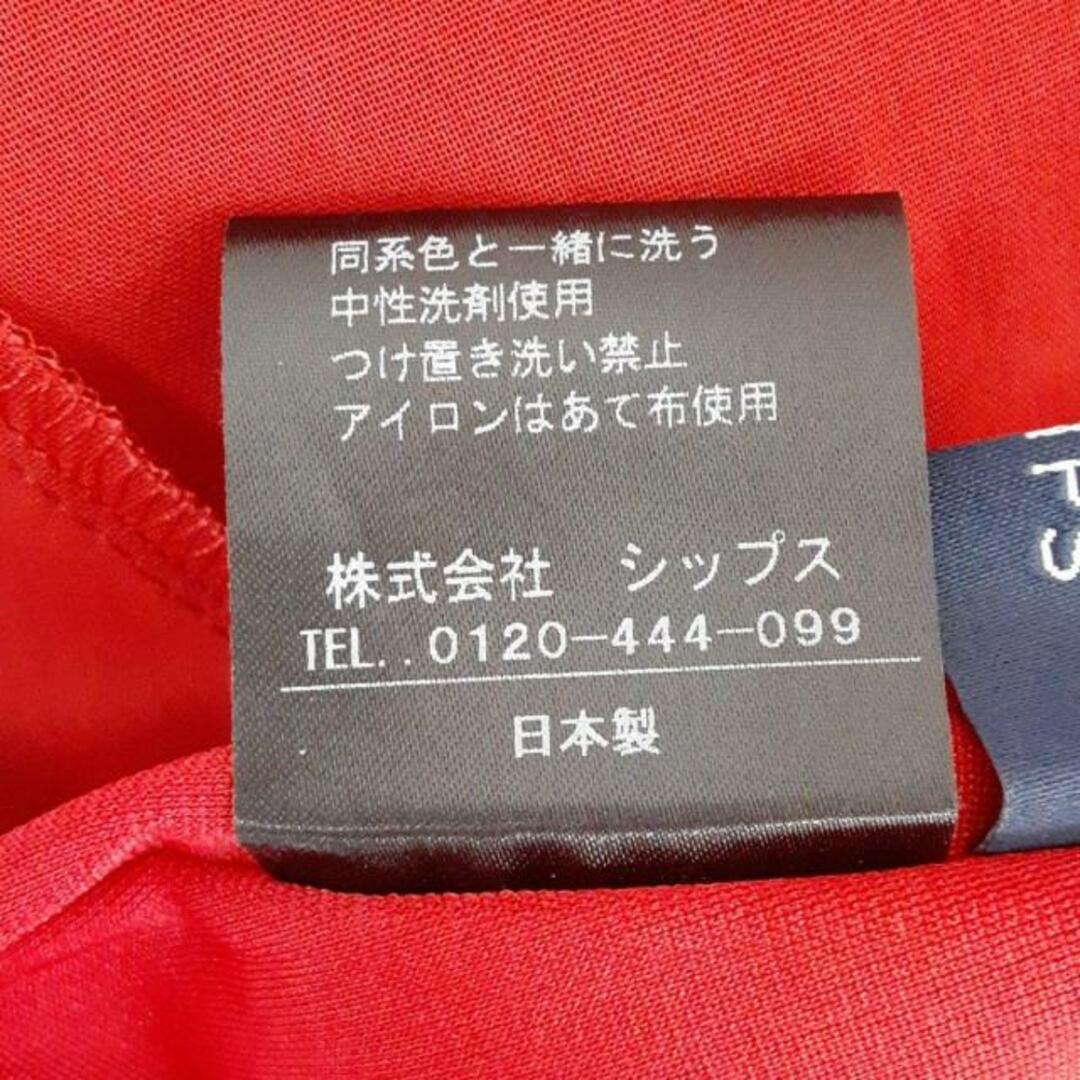 同系色と一緒に洗う
中性洗剤使用
つけ置き洗い禁止
アイロンはあて布使用
株式会社 シップス
TEL..0120-444-099
日本製